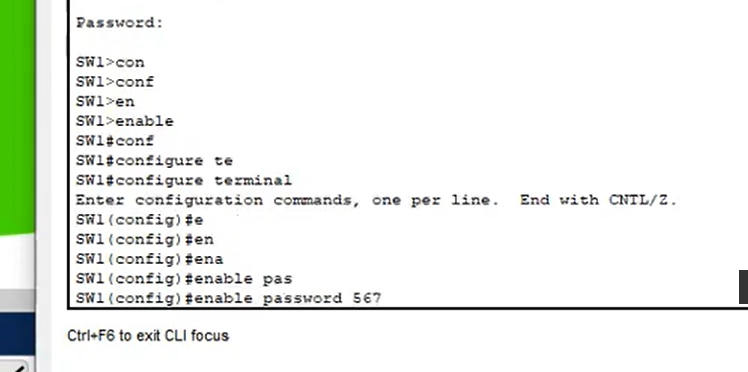 Password:
SW1>con
SW1>conf
SW1>en
SW1>enable
SW1#conf
SW1#configure te
SW1#configure terminal
Enter configuration commands, one per line.  End with CNTL/Z.
SW1(config)#e
SW1(config)#en
SW1(config)#ena
SW1(config)#enable pas
SW1(config)#enable password 567
Ctrl+F6 to exit CLI focus